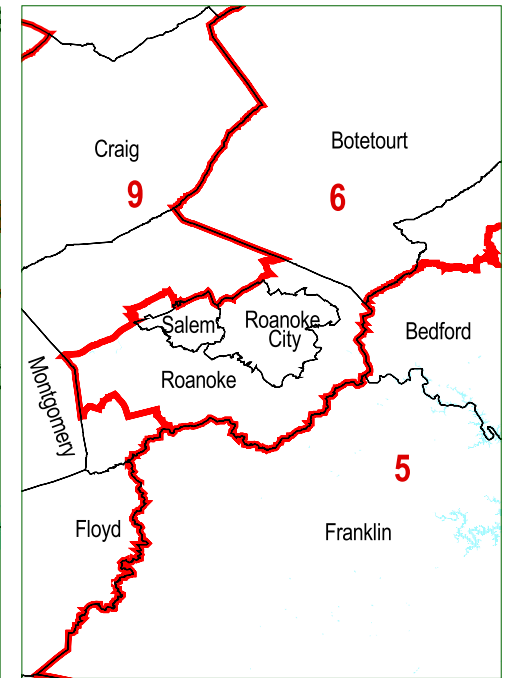 Craig
Botetourt
9
6
Salem
Roanoke
City
Bedford
Roanoke
Montgomery
5
Floyd
Franklin